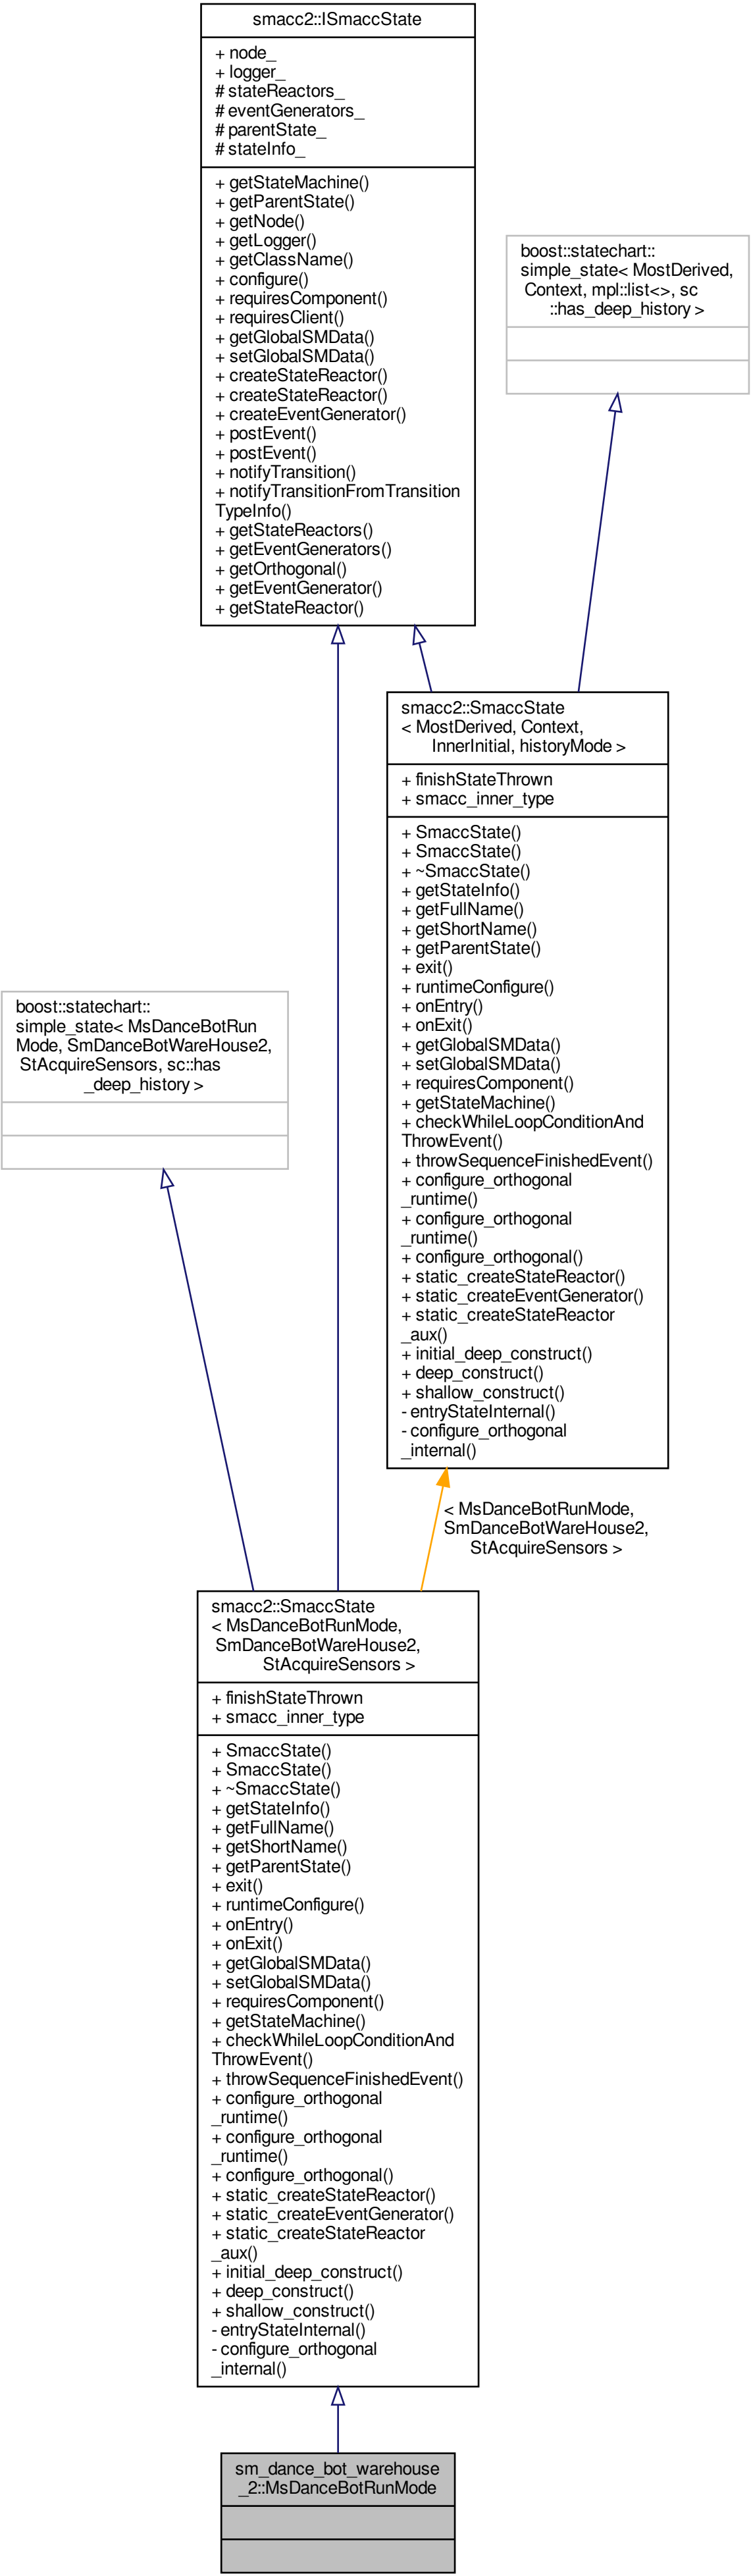 smacc2::ISmaccState
+ node_
+ logger_
# stateReactors_
# eventGenerators_
# parentState_
# stateInfo_
+ getStateMachine()
+ getParentState()
+ getNode()
+ getLogger()
+ getClassName()
+ configure()
+ requiresComponent()
+ requiresClient()
+ getGlobalSMData()
+ setGlobalSMData()
+ createStateReactor()
+ createStateReactor()
+ createEventGenerator()
+ postEvent()
+ postEvent()
+ notifyTransition()
+ notifyTransitionFromTransition
TypeInfo()
+ getStateReactors()
+ getEventGenerators()
+ getOrthogonal()
+ getEventGenerator()
+ getStateReactor()
boost::statechart::
simple_state< MostDerived,
Context, mpl::list<>, sc
::has_deep_history >
smacc2::SmaccState
< MostDerived, Context,
InnerInitial, historyMode >
+ finishStateThrown
+ smacc_inner_type
+ SmaccState()
+ SmaccState()
+ ~SmaccState()
+ getStateInfo()
+ getFullName()
+ getShortName()
+ getParentState()
+ exit()
+ runtimeConfigure()
+ onEntry()
+ onExit()
+ getGlobalSMData()
+ setGlobalSMData()
+ requiresComponent()
+ getStateMachine()
+ checkWhileLoopConditionAnd
ThrowEvent()
+ throwSequenceFinishedEvent()
+ configure_orthogonal
_runtime()
+ configure_orthogonal
_runtime()
+ configure_orthogonal()
+ static_createStateReactor()
+ static_createEventGenerator()
+ static_createStateReactor
_aux()
+ initial_deep_construct()
+ deep_construct()
+ shallow_construct()
- entryStateInternal()
- configure_orthogonal
_internal()
boost::statechart::
simple_state< MsDanceBotRun
Mode, SmDanceBotWareHouse2,
StAcquireSensors, sc::has
_deep_history >
< MsDanceBotRunMode,
SmDanceBotWareHouse2,
StAcquireSensors >
smacc2::SmaccState
< MsDanceBotRunMode,
SmDanceBotWareHouse2,
StAcquireSensors >
+ finishStateThrown
+ smacc_inner_type
+ SmaccState()
+ SmaccState()
+ ~SmaccState()
+ getStateInfo()
+ getFullName()
+ getShortName()
+ getParentState()
+ exit()
+ runtimeConfigure()
+ onEntry()
+ onExit()
+ getGlobalSMData()
+ setGlobalSMData()
+ requiresComponent()
+ getStateMachine()
+ checkWhileLoopConditionAnd
ThrowEvent()
+ throwSequenceFinishedEvent()
+ configure_orthogonal
_runtime()
+ configure_orthogonal
_runtime()
+ configure_orthogonal()
+ static_createStateReactor()
+ static_createEventGenerator()
+ static_createStateReactor
_aux()
+ initial_deep_construct()
+ deep_construct()
+ shallow_construct()
- entryStateInternal()
- configure_orthogonal
_internal()
sm_dance_bot_warehouse
_2::MsDanceBotRunMode